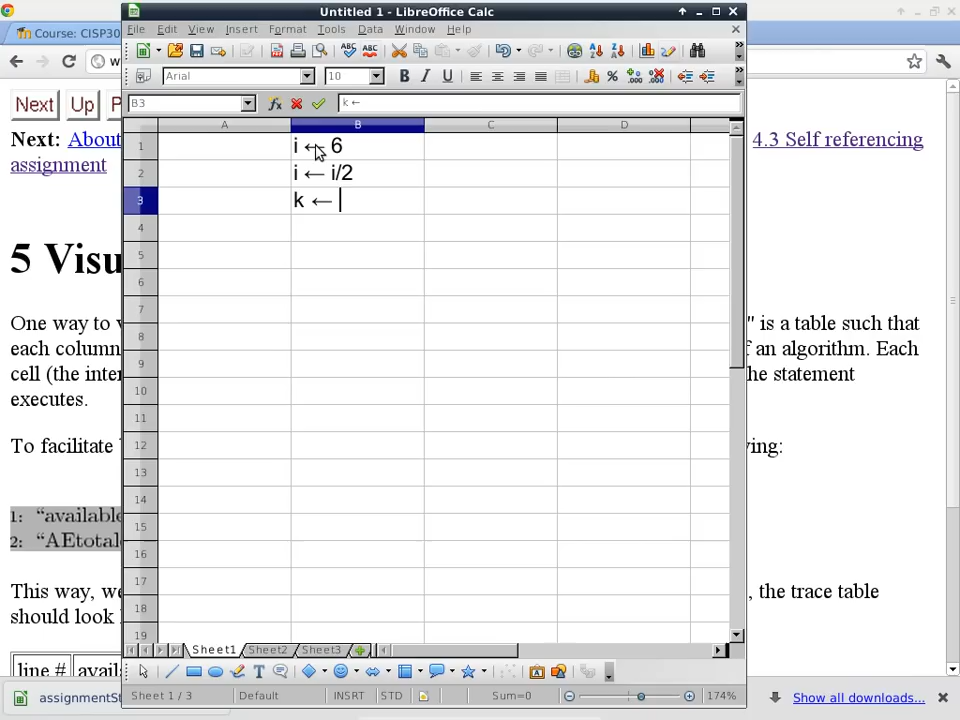 Untitled 1 - LibreOffice Calc
Course: CISP30
File Edit View Insert Format Tools Data Window Help
w
Arial 10
B I U
Next Up P
B3 k ←
A B C D
Next: About 4.3 Self referencing
assignment
1 i ← 6
2 i ← i/2
3 k ←
4
5
5 Visu
6
7
One way to v " is a table such that
8
each column f an algorithm. Each
9
cell (the inter he statement
10
executes.
11
12
To facilitate ving:
13
14
15
1: “available
16
2: “AEtotal
17
This way, we , the trace table
18
should look
19
Sheet1 Sheet2 Sheet3
line # avail
Sheet 1 / 3 Default INSRT STD Sum=0 174%
assignmentSt Show all downloads...